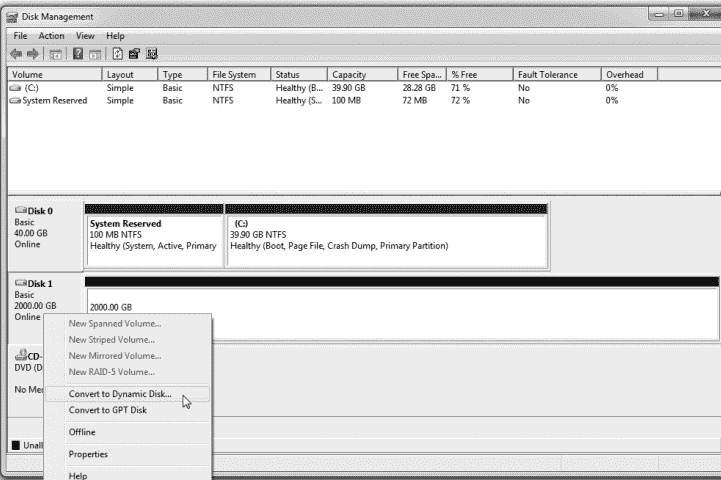 Disk Management
File Action View Help
Volume Layout Type File System Status Capacity Free Spa... % Free Fault Tolerance Overhead
(C:) Simple Basic NTFS Healthy (B... 39.90 GB 28.28 GB 71 % No 0%
System Reserved Simple Basic NTFS Healthy (S... 100 MB 72 MB 72 % No 0%
Disk 0
Basic
40.00 GB
Online
System Reserved
100 MB NTFS
Healthy (System, Active, Primary
(C:)
39.90 GB NTFS
Healthy (Boot, Page File, Crash Dump, Primary Partition)
Disk 1
Basic
2000.00 GB
Online
2000.00 GB
New Spanned Volume...
New Striped Volume...
New Mirrored Volume...
New RAID-5 Volume...
Convert to Dynamic Disk...
Convert to GPT Disk
Offline
Properties
Help
CD-
DVD (D
No Me
Unall